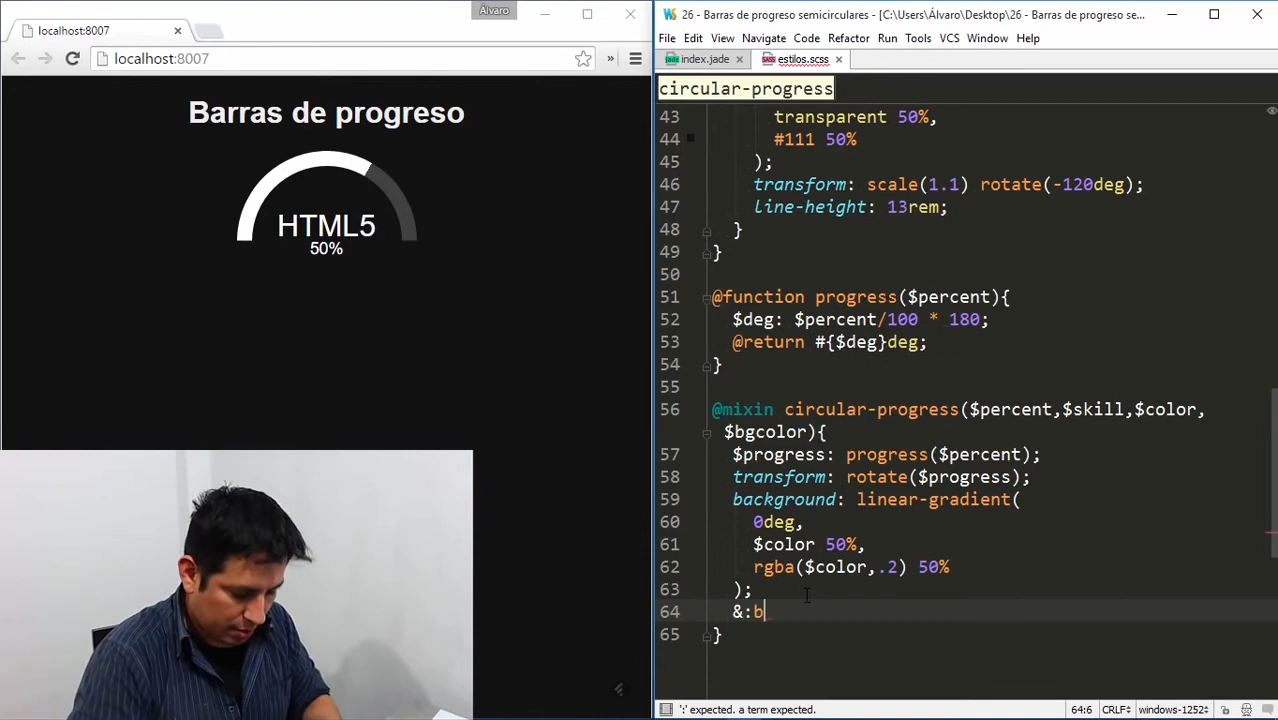 Álvaro
localhost:8007
localhost:8007
»
Barras de progreso
HTML5
50%
26 - Barras de progreso semicirculares - [C:\Users\Álvaro\Desktop\26 - Barras de progreso se...
File Edit View Navigate Code Refactor Run Tools VCS Window Help
JADE index.jade SASS estilos.scss
circular-progress
43 transparent 50%,
44 #111 50%
45 );
46 transform: scale(1.1) rotate(-120deg);
47 line-height: 13rem;
48 }
49 }
50
51 @function progress($percent){
52 $deg: $percent/100 * 180;
53 @return #{$deg}deg;
54 }
55
56 @mixin circular-progress($percent,$skill,$color,
$bgcolor){
57 $progress: progress($percent);
58 transform: rotate($progress);
59 background: linear-gradient(
60 0deg,
61 $color 50%,
62 rgba($color,.2) 50%
63 );
64 &:b
65 }
':' expected. a term expected. 64:6 CRLF windows-1252